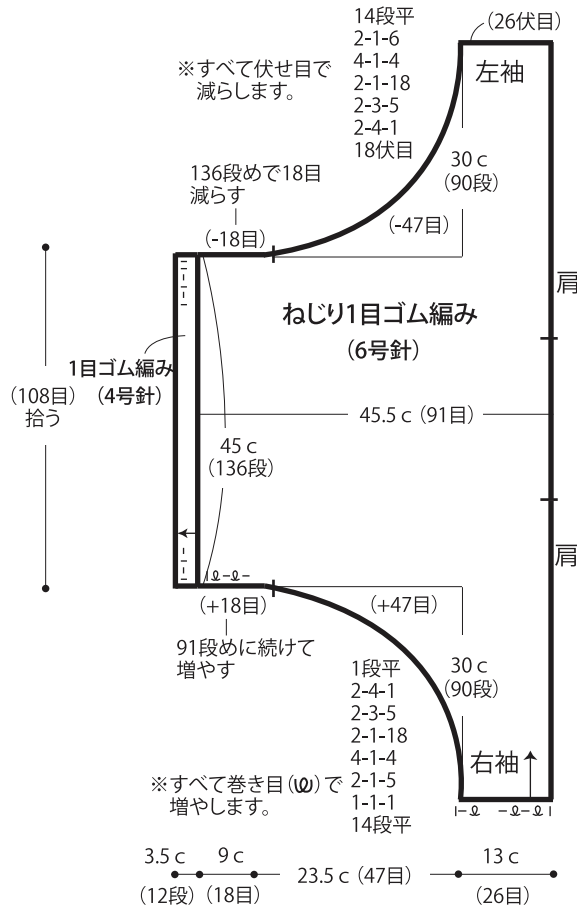 (26伏目)
14段平
2-1-6
4-1-4
2-1-18
2-3-5
2-4-1
18伏目
※すべて伏せ目で
減らします。
左袖
30c
(90段)
136段めで18目
減らす
(-18目)
(-47目)
肩
ねじり1目ゴム編み
(6号針)
1目ゴム編み
(4号針)
(108目)
拾う
45.5c (91目)
45c
(136段)
肩
(+18目)
(+47目)
91段めに続けて
増やす
1段平
2-4-1
2-3-5
2-1-18
4-1-4
2-1-5
1-1-1
14段平
30c
(90段)
右袖
※すべて巻き目()で
増やします。
3.5c
(12段)
9c
(18目)
23.5c (47目)
13c
(26目)